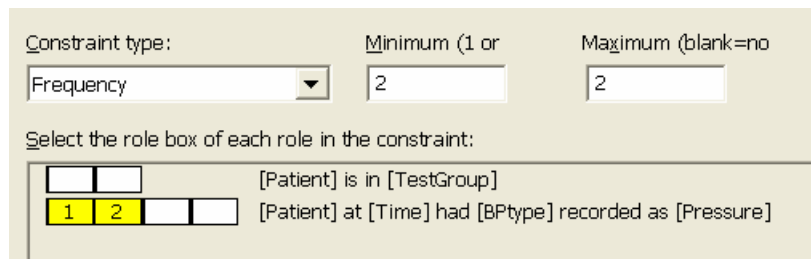 Constraint type: Minimum (1 or Maximum (blank=no
Frequency 2 2
Select the role box of each role in the constraint:
[Patient] is in [TestGroup]
1 2 [Patient] at [Time] had [BPtype] recorded as [Pressure]